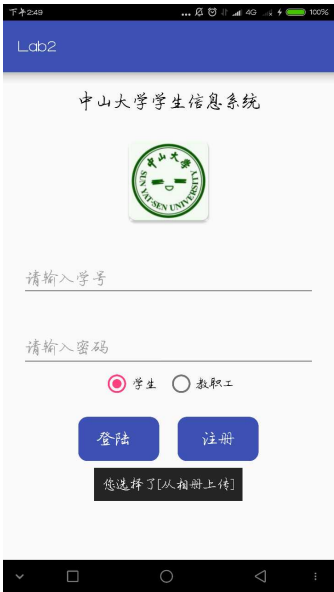 下午2:49
... 4G 100%
Lab2
中山大学学生信息系统
中山大学
SUN YAT-SEN UNIVERSITY
请输入学号
请输入密码
学生 教职工
登陆 注册
您选择了[从相册上传]